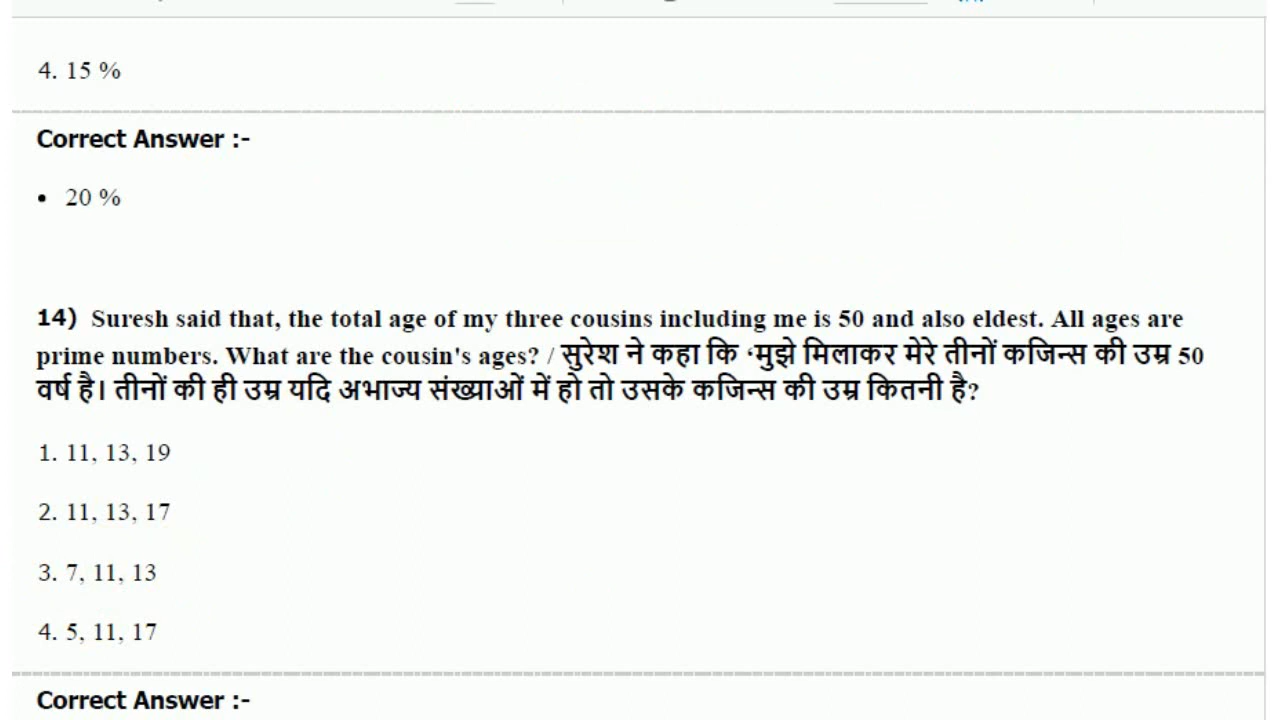 4. 15 %
Correct Answer :-
• 20 %
14) Suresh said that, the total age of my three cousins including me is 50 and also eldest. All ages are
prime numbers. What are the cousin's ages? / सुरेश ने कहा कि ‘मुझे मिलाकर मेरे तीनों कजिन्स की उम्र 50
वर्ष है। तीनों की ही उम्र यदि अभाज्य संख्याओं में हो तो उसके कजिन्स की उम्र कितनी है?
1. 11, 13, 19
2. 11, 13, 17
3. 7, 11, 13
4. 5, 11, 17
Correct Answer :-